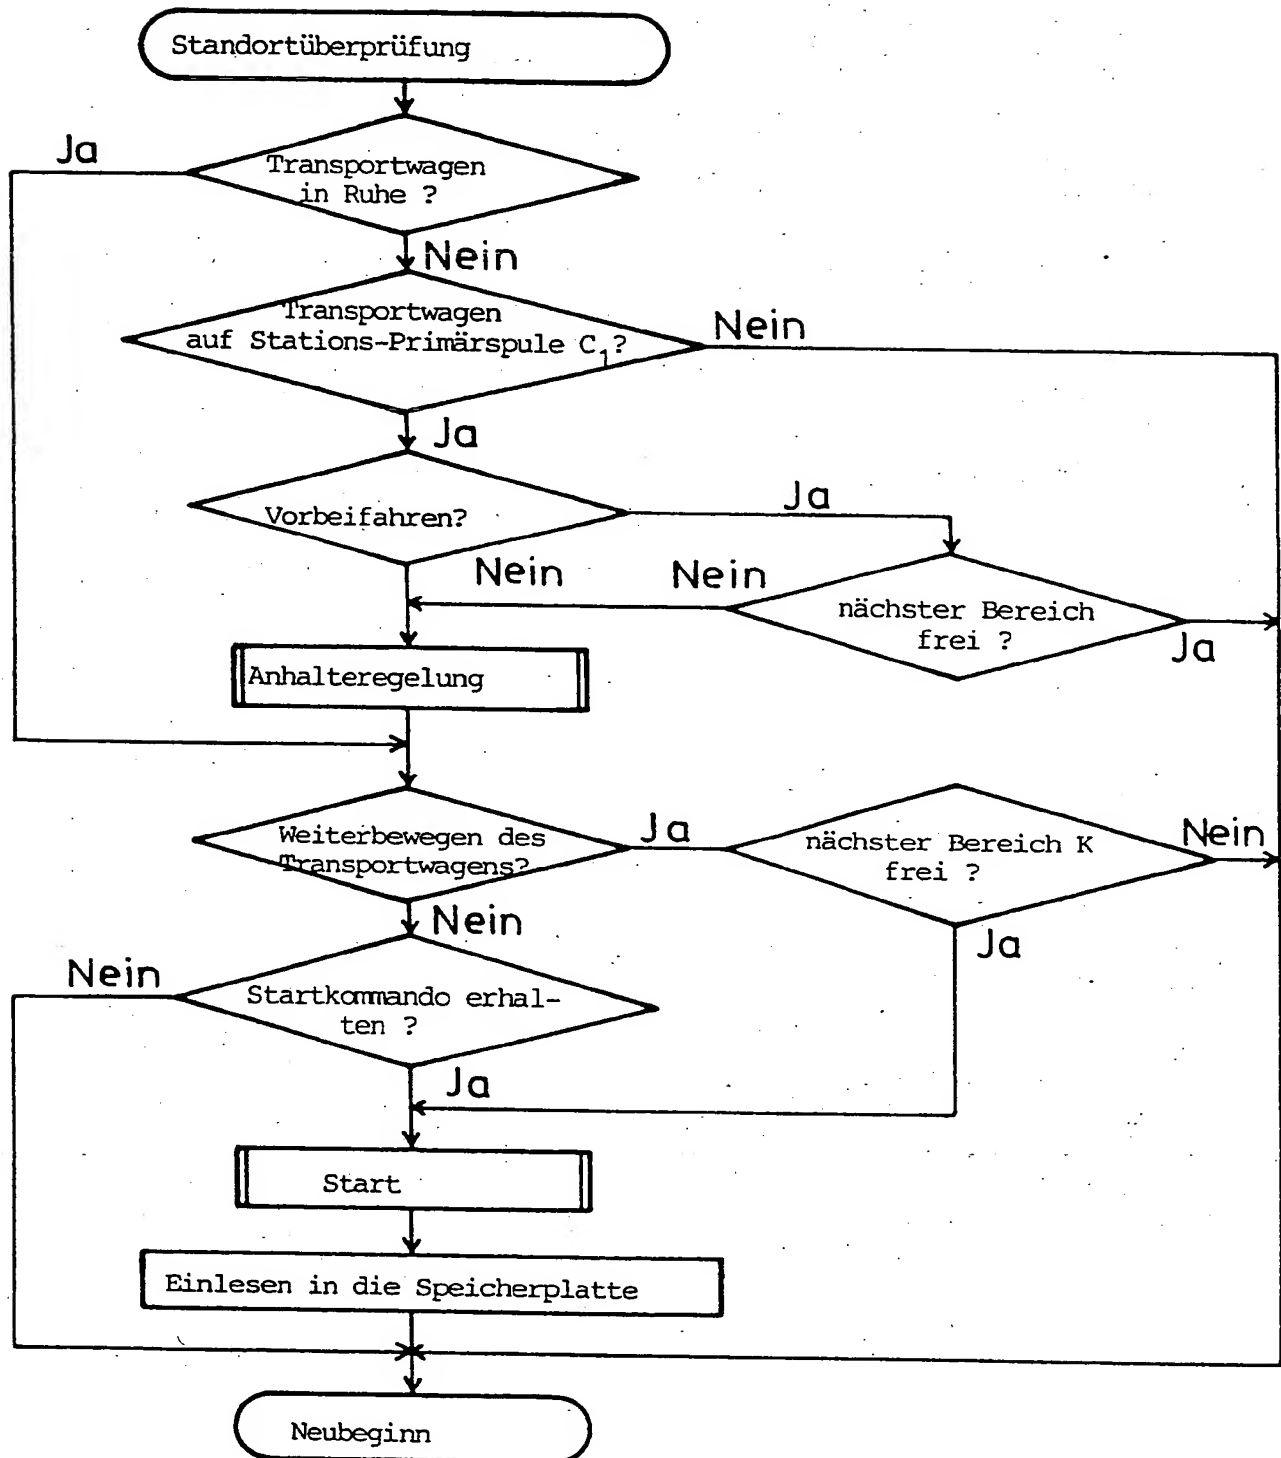 Standortüberprüfung
Ja
Transportwagen
in Ruhe ?
Nein
Transportwagen
auf Stations-Primärspule C₁?
Nein
Ja
Vorbeifahren?
Ja
Nein
Nein
nächster Bereich
frei ?
Ja
Anhalteregelung
Weiterbewegen des
Transportwagens?
Ja
nächster Bereich K
frei ?
Nein
Nein
Ja
Nein
Startkommando erhal-
ten ?
Ja
Start
Einlesen in die Speicherplatte
Neubeginn